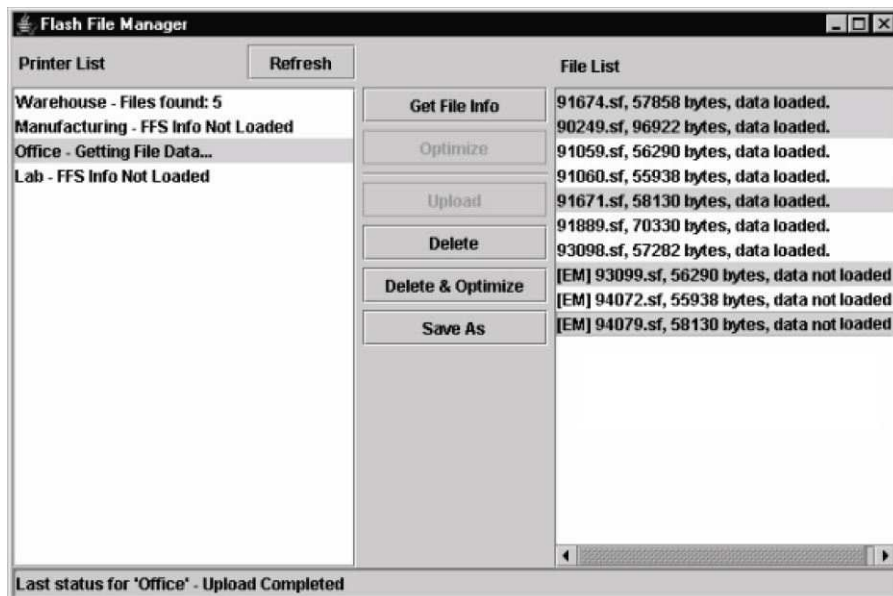 Flash File Manager
Printer List
Refresh
File List
Warehouse - Files found: 5
Manufacturing - FFS Info Not Loaded
Office - Getting File Data...
Lab - FFS Info Not Loaded
Get File Info
Optimize
Upload
Delete
Delete & Optimize
Save As
91674.sf, 57858 bytes, data loaded.
90249.sf, 96922 bytes, data loaded.
91059.sf, 56290 bytes, data loaded.
91060.sf, 55938 bytes, data loaded.
91671.sf, 58130 bytes, data loaded.
91889.sf, 70330 bytes, data loaded.
93098.sf, 57282 bytes, data loaded.
[EM] 93099.sf, 56290 bytes, data not loaded
[EM] 94072.sf, 55938 bytes, data not loaded
[EM] 94079.sf, 58130 bytes, data not loaded
Last status for 'Office' - Upload Completed